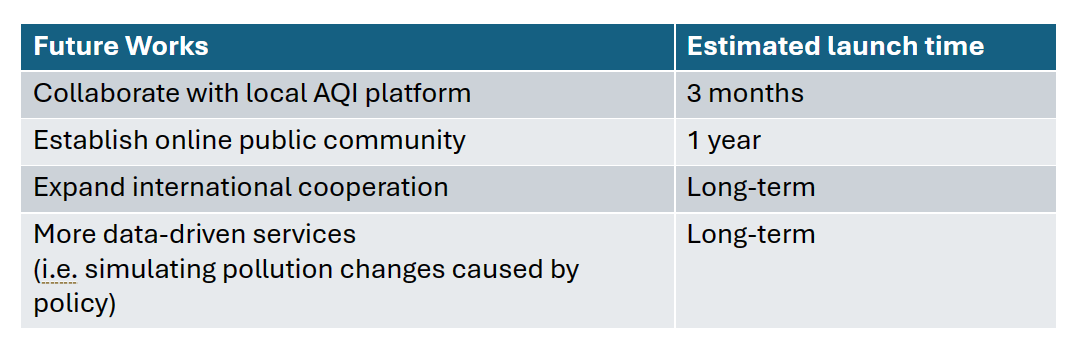 Future Works
Estimated launch time
Collaborate with local AQI platform
3 months
Establish online public community
1 year
Expand international cooperation
Long-term
More data-driven services
(i.e. simulating pollution changes caused by
policy)
Long-term